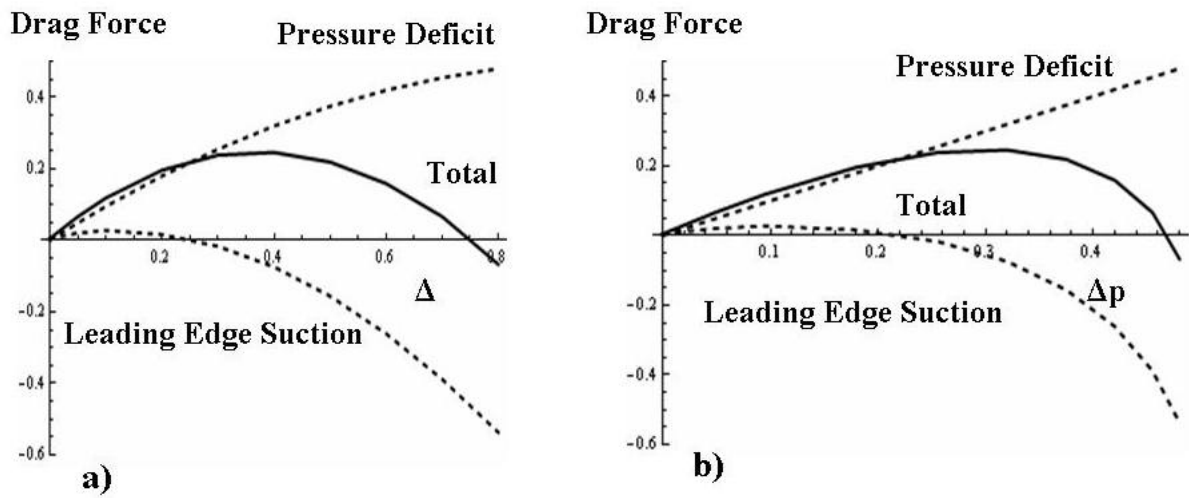 Drag Force
Pressure Deficit
0.4
0.2
Total
0.2
0.4
0.6
0.8
Δ
-0.2
Leading Edge Suction
-0.4
-0.6
a)
Drag Force
Pressure Deficit
0.4
0.2
Total
0.1
0.2
0.3
0.4
Δp
-0.2
Leading Edge Suction
-0.4
-0.6
b)